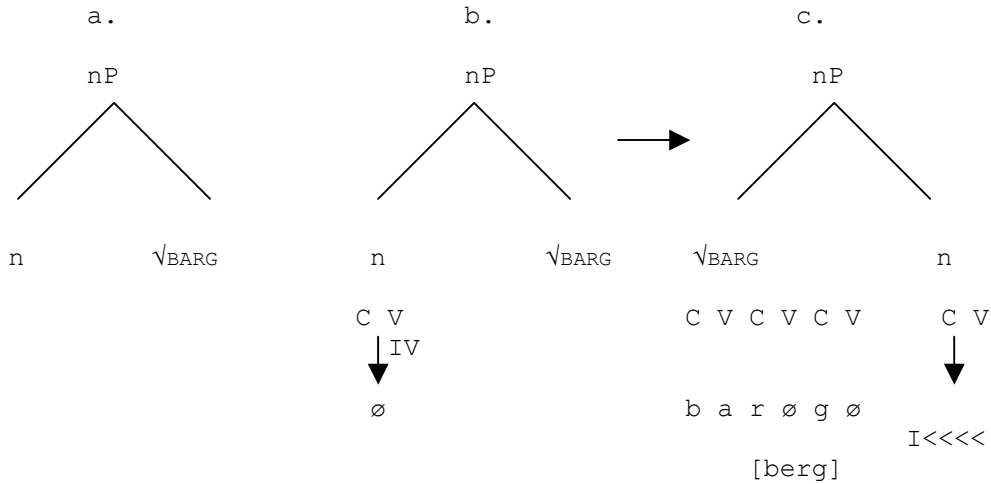 a. b. c.
nP nP nP
n √BARG n √BARG √BARG n
C V C V C V C V C V
IV
ø b a r ø g ø
I<<<<
[berg]